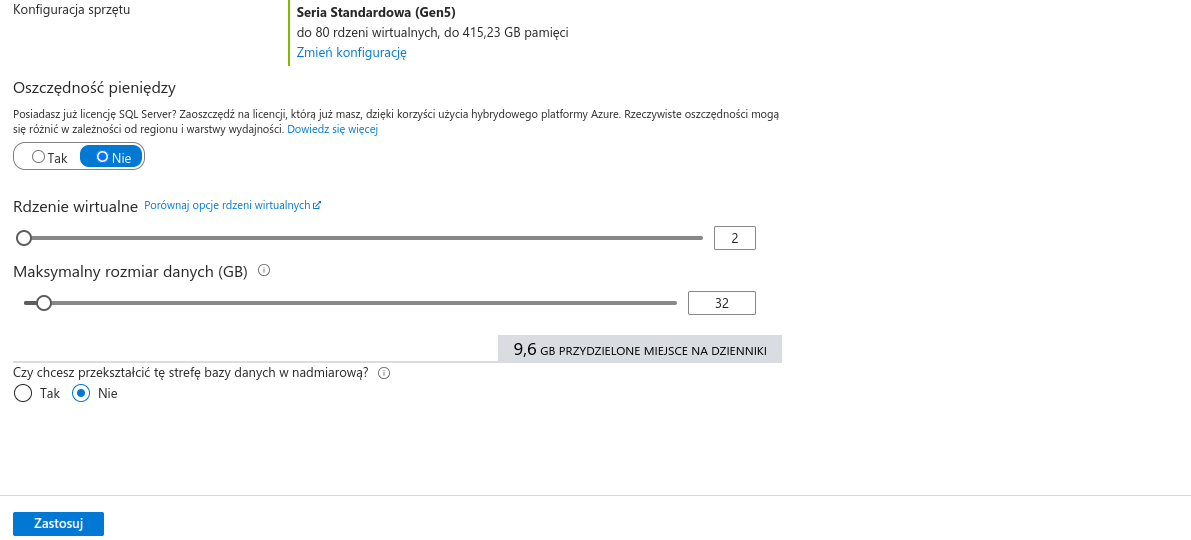 Konfiguracja sprzętu
Seria Standardowa (Gen5)
do 80 rdzeni wirtualnych, do 415,23 GB pamięci
Zmień konfigurację
Oszczędność pieniędzy
Posiadasz już licencję SQL Server? Zaoszczędź na licencji, którą już masz, dzięki korzyści użycia hybrydowego platformy Azure. Rzeczywiste oszczędności mogą
się różnić w zależności od regionu i warstwy wydajności. Dowiedz się więcej
Tak Nie
Rdzenie wirtualne Porównaj opcje rdzeni wirtualnych
2
Maksymalny rozmiar danych (GB)
32
9,6 GB PRZYDZIELONE MIEJSCE NA DZIENNIKI
Czy chcesz przekształcić tę strefę bazy danych w nadmiarową?
Tak Nie
Zastosuj